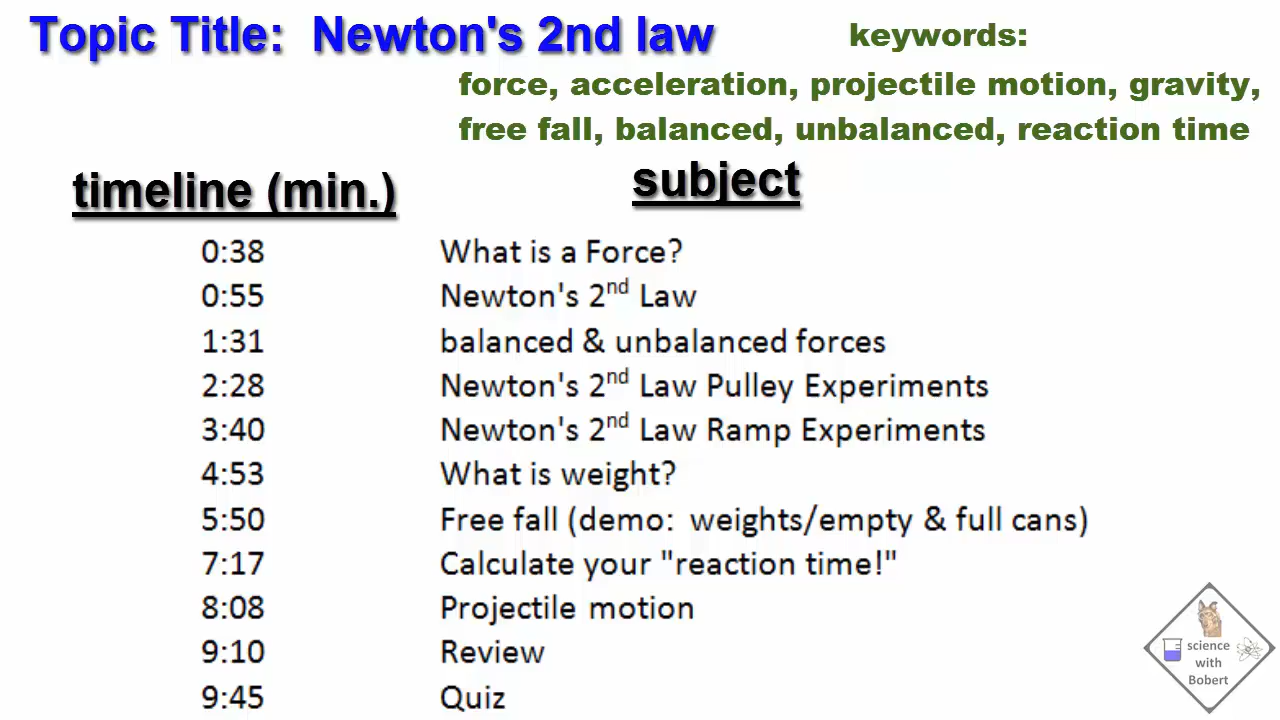 Topic Title: Newton's 2nd law
keywords:
force, acceleration, projectile motion, gravity,
free fall, balanced, unbalanced, reaction time
timeline (min.) subject
0:38 What is a Force?
0:55 Newton's 2nd Law
1:31 balanced & unbalanced forces
2:28 Newton's 2nd Law Pulley Experiments
3:40 Newton's 2nd Law Ramp Experiments
4:53 What is weight?
5:50 Free fall (demo: weights/empty & full cans)
7:17 Calculate your "reaction time!"
8:08 Projectile motion
9:10 Review
9:45 Quiz
science
with
Bobert